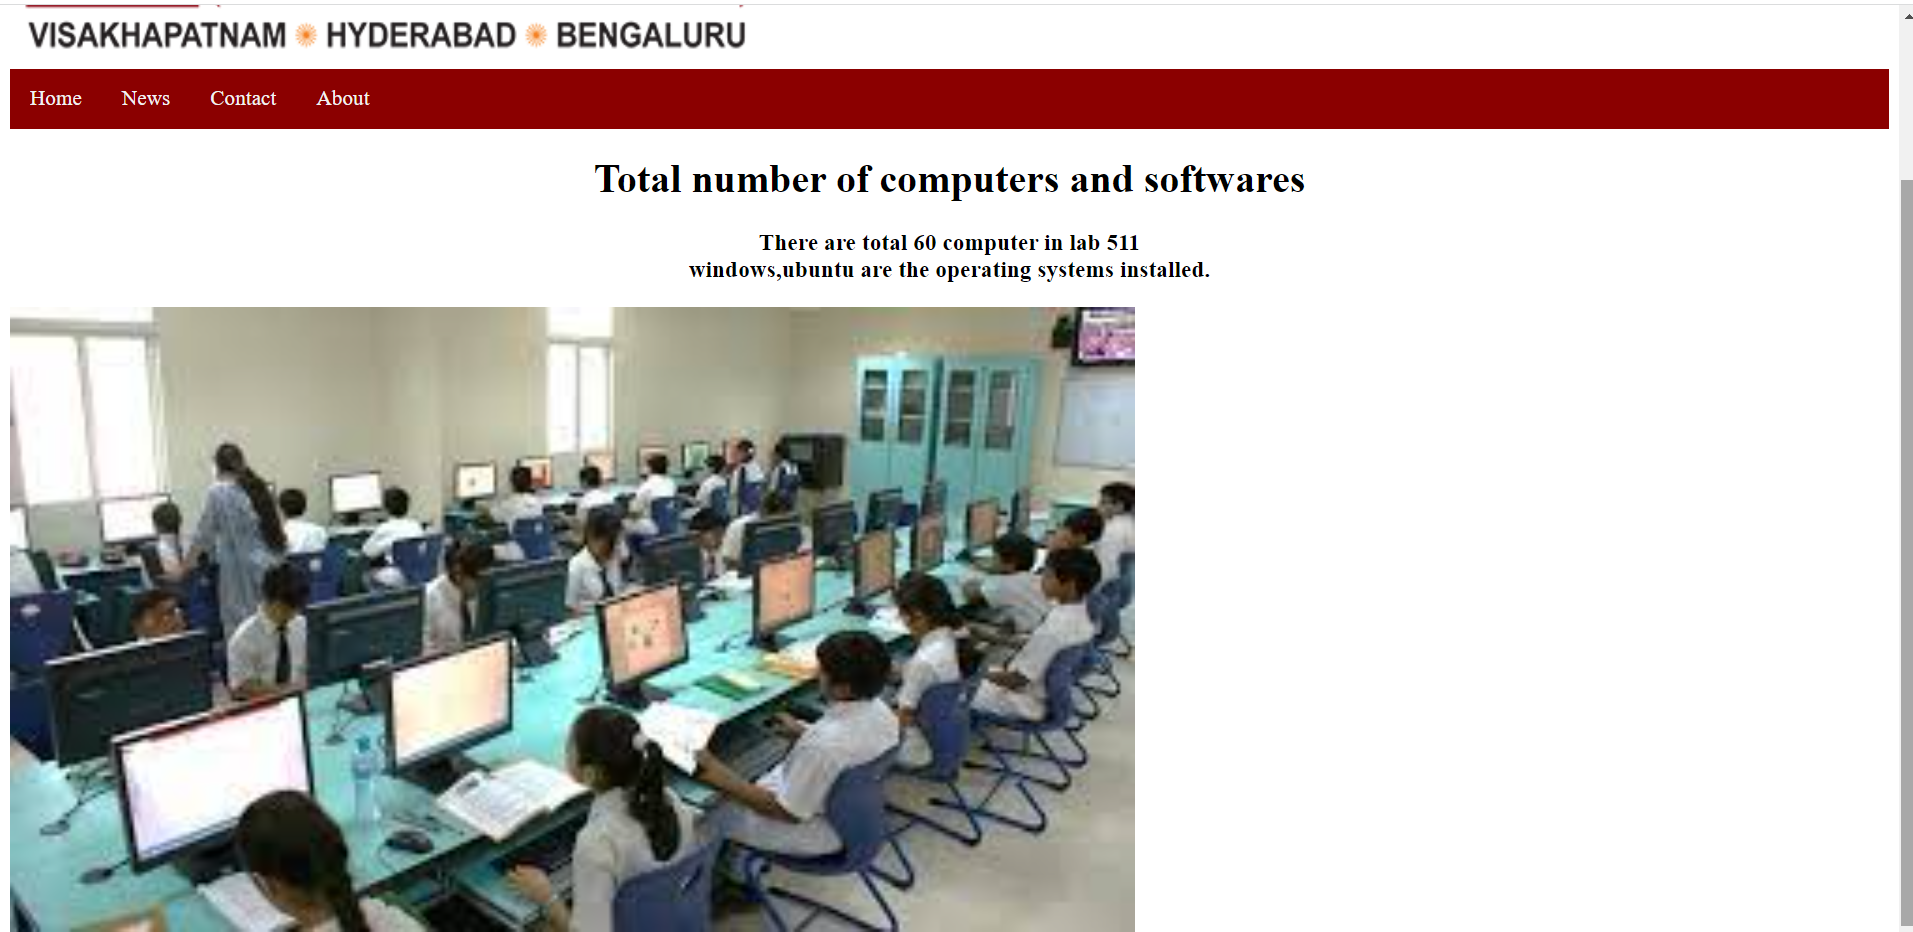 VISAKHAPATNAM HYDERABAD BENGALURU
Home News Contact About
Total number of computers and softwares
There are total 60 computer in lab 511
windows,ubuntu are the operating systems installed.